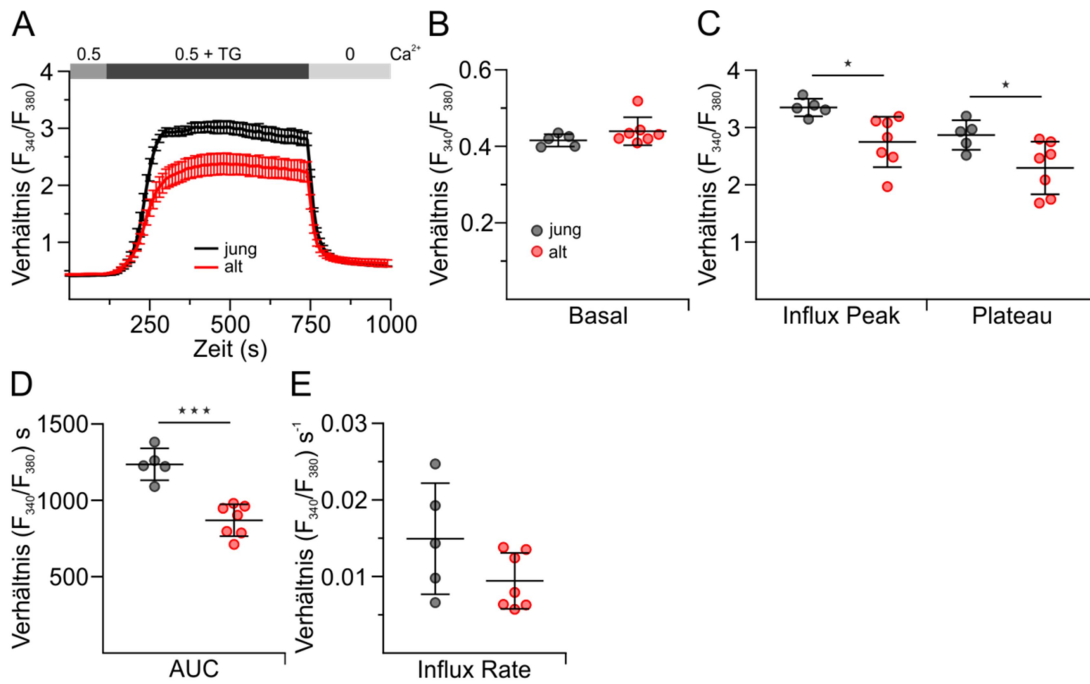 A
0.5
0.5 + TG
0
Ca²⁺
Verhältnis (F₃₄₀/F₃₈₀)
4
3
2
1
jung
alt
250
500
750
1000
Zeit (s)
B
Verhältnis (F₃₄₀/F₃₈₀)
0.6
0.4
0.2
jung
alt
Basal
C
Verhältnis (F₃₄₀/F₃₈₀)
4
3
2
1
★
★
Influx Peak
Plateau
D
Verhältnis (F₃₄₀/F₃₈₀) s
1500
1000
500
★★★
AUC
E
Verhältnis (F₃₄₀/F₃₈₀) s⁻¹
0.03
0.02
0.01
Influx Rate